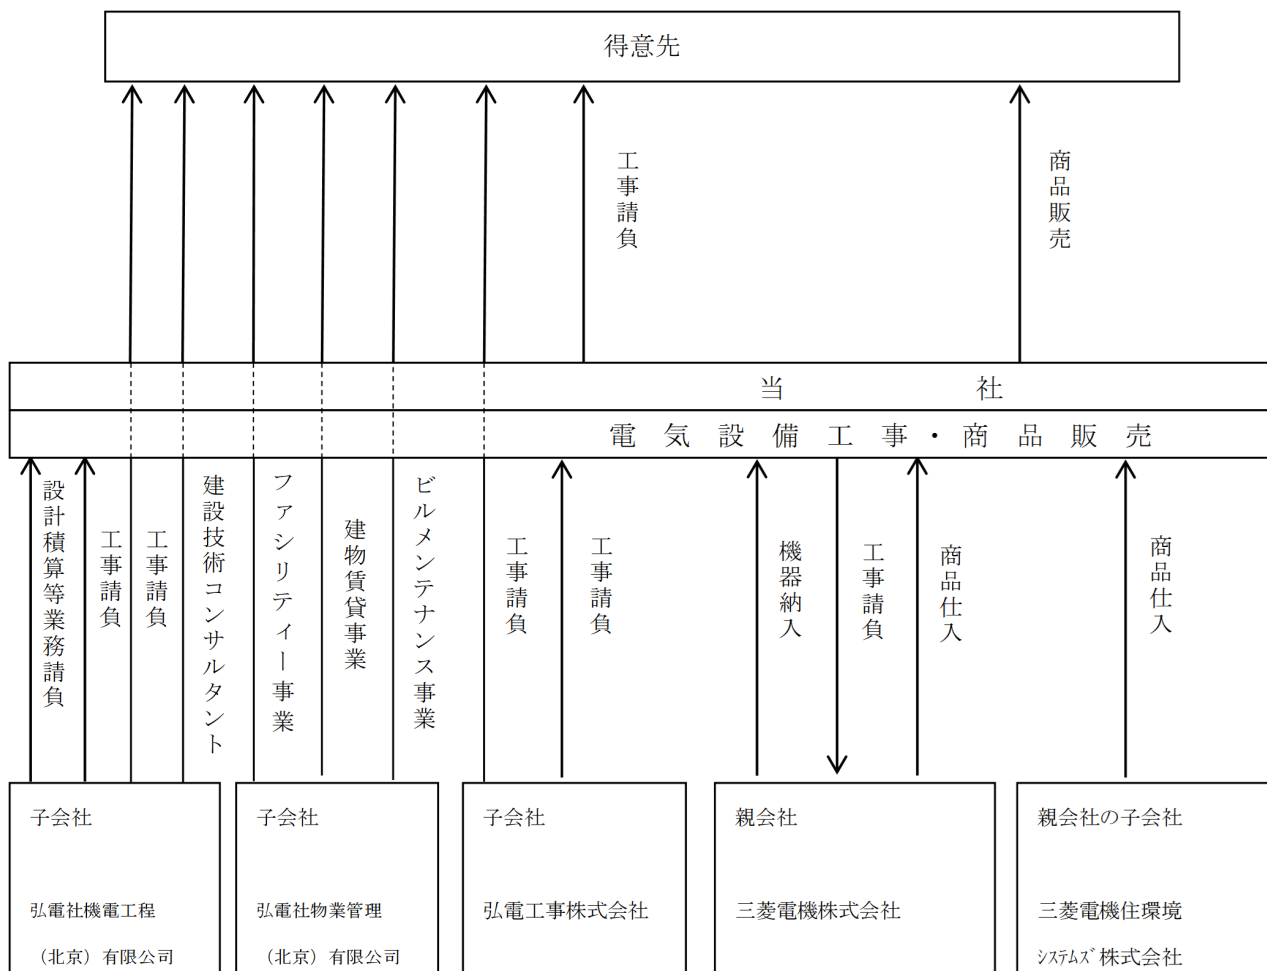 得意先
工事請負
商品販売
当社
電気設備工事・商品販売
設計積算等業務請負
工事請負
工事請負
建設技術コンサルタント
ファシリティー事業
建物賃貸事業
ビルメンテナンス事業
工事請負
工事請負
機器納入
工事請負
商品仕入
商品仕入
子会社
弘電社機電工程
（北京）有限公司
子会社
弘電社物業管理
（北京）有限公司
子会社
弘電工事株式会社
親会社
三菱電機株式会社
親会社の子会社
三菱電機住環境
ｼｽﾃﾑｽﾞ株式会社